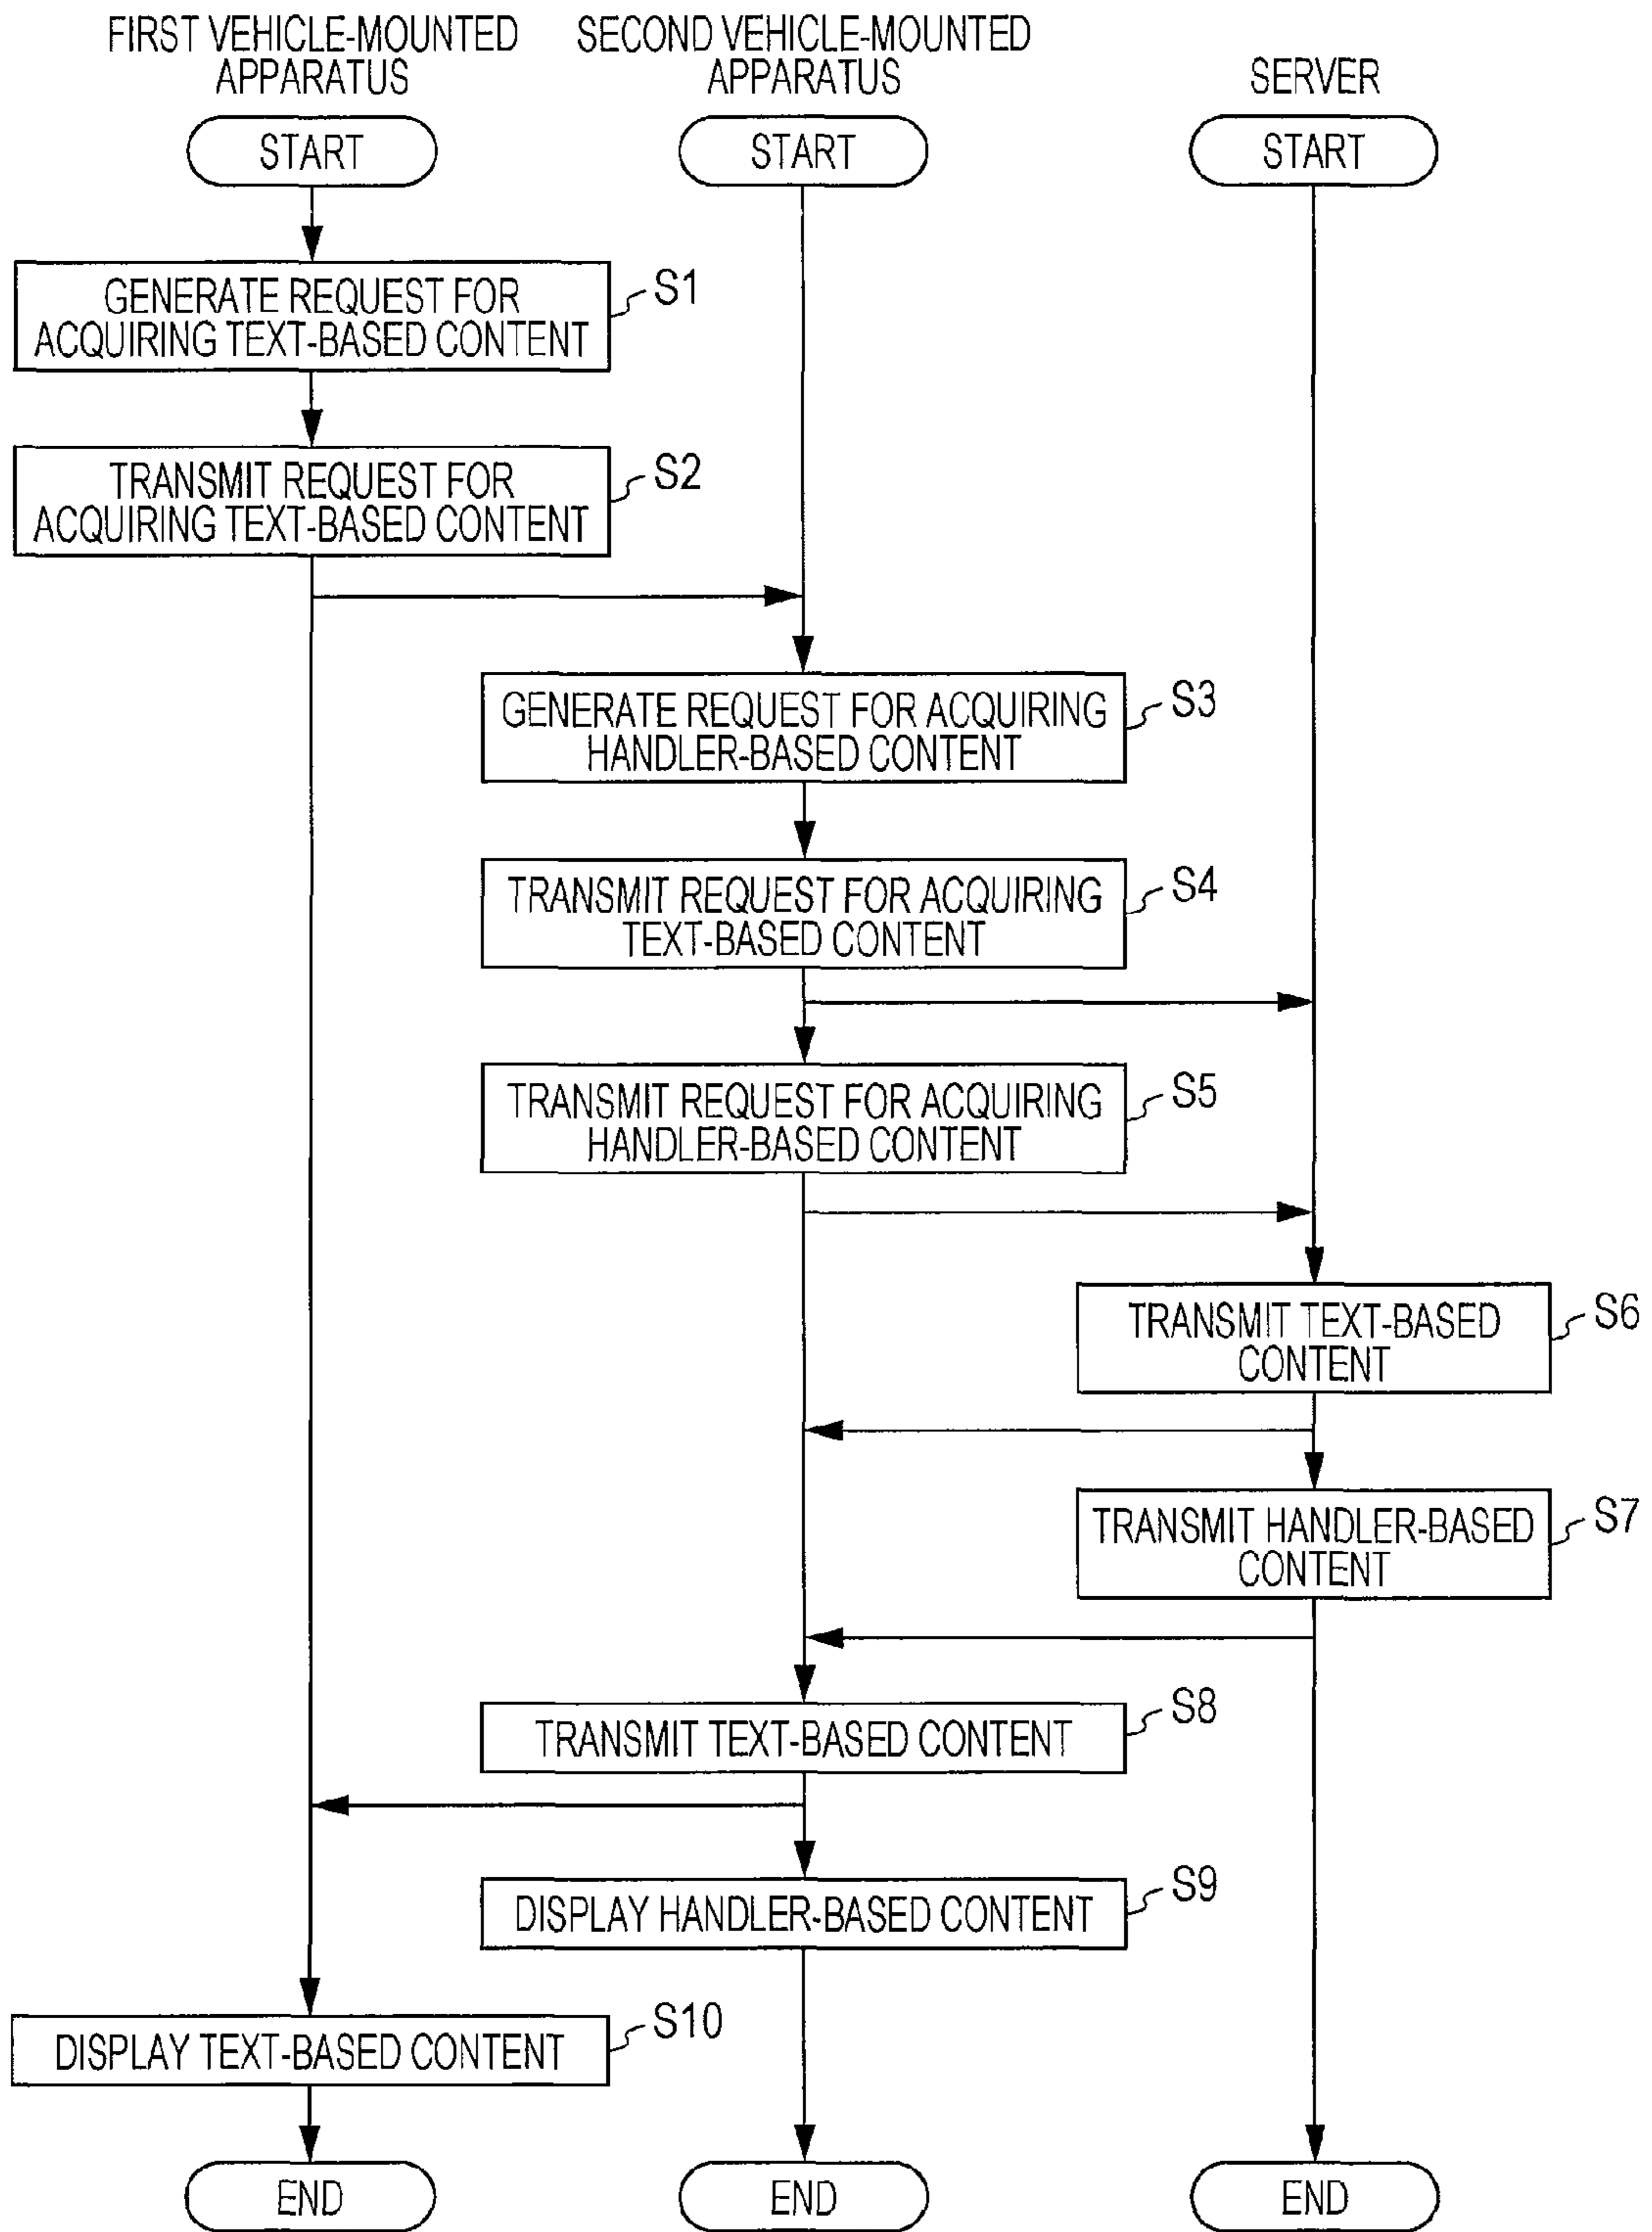 FIRST VEHICLE-MOUNTED
APPARATUS
SECOND VEHICLE-MOUNTED
APPARATUS
SERVER
START
START
START
GENERATE REQUEST FOR
ACQUIRING TEXT-BASED CONTENT
S1
TRANSMIT REQUEST FOR
ACQUIRING TEXT-BASED CONTENT
S2
GENERATE REQUEST FOR ACQUIRING
HANDLER-BASED CONTENT
S3
TRANSMIT REQUEST FOR ACQUIRING
TEXT-BASED CONTENT
S4
TRANSMIT REQUEST FOR ACQUIRING
HANDLER-BASED CONTENT
S5
TRANSMIT TEXT-BASED
CONTENT
S6
TRANSMIT HANDLER-BASED
CONTENT
S7
TRANSMIT TEXT-BASED CONTENT
S8
DISPLAY HANDLER-BASED CONTENT
S9
DISPLAY TEXT-BASED CONTENT
S10
END
END
END